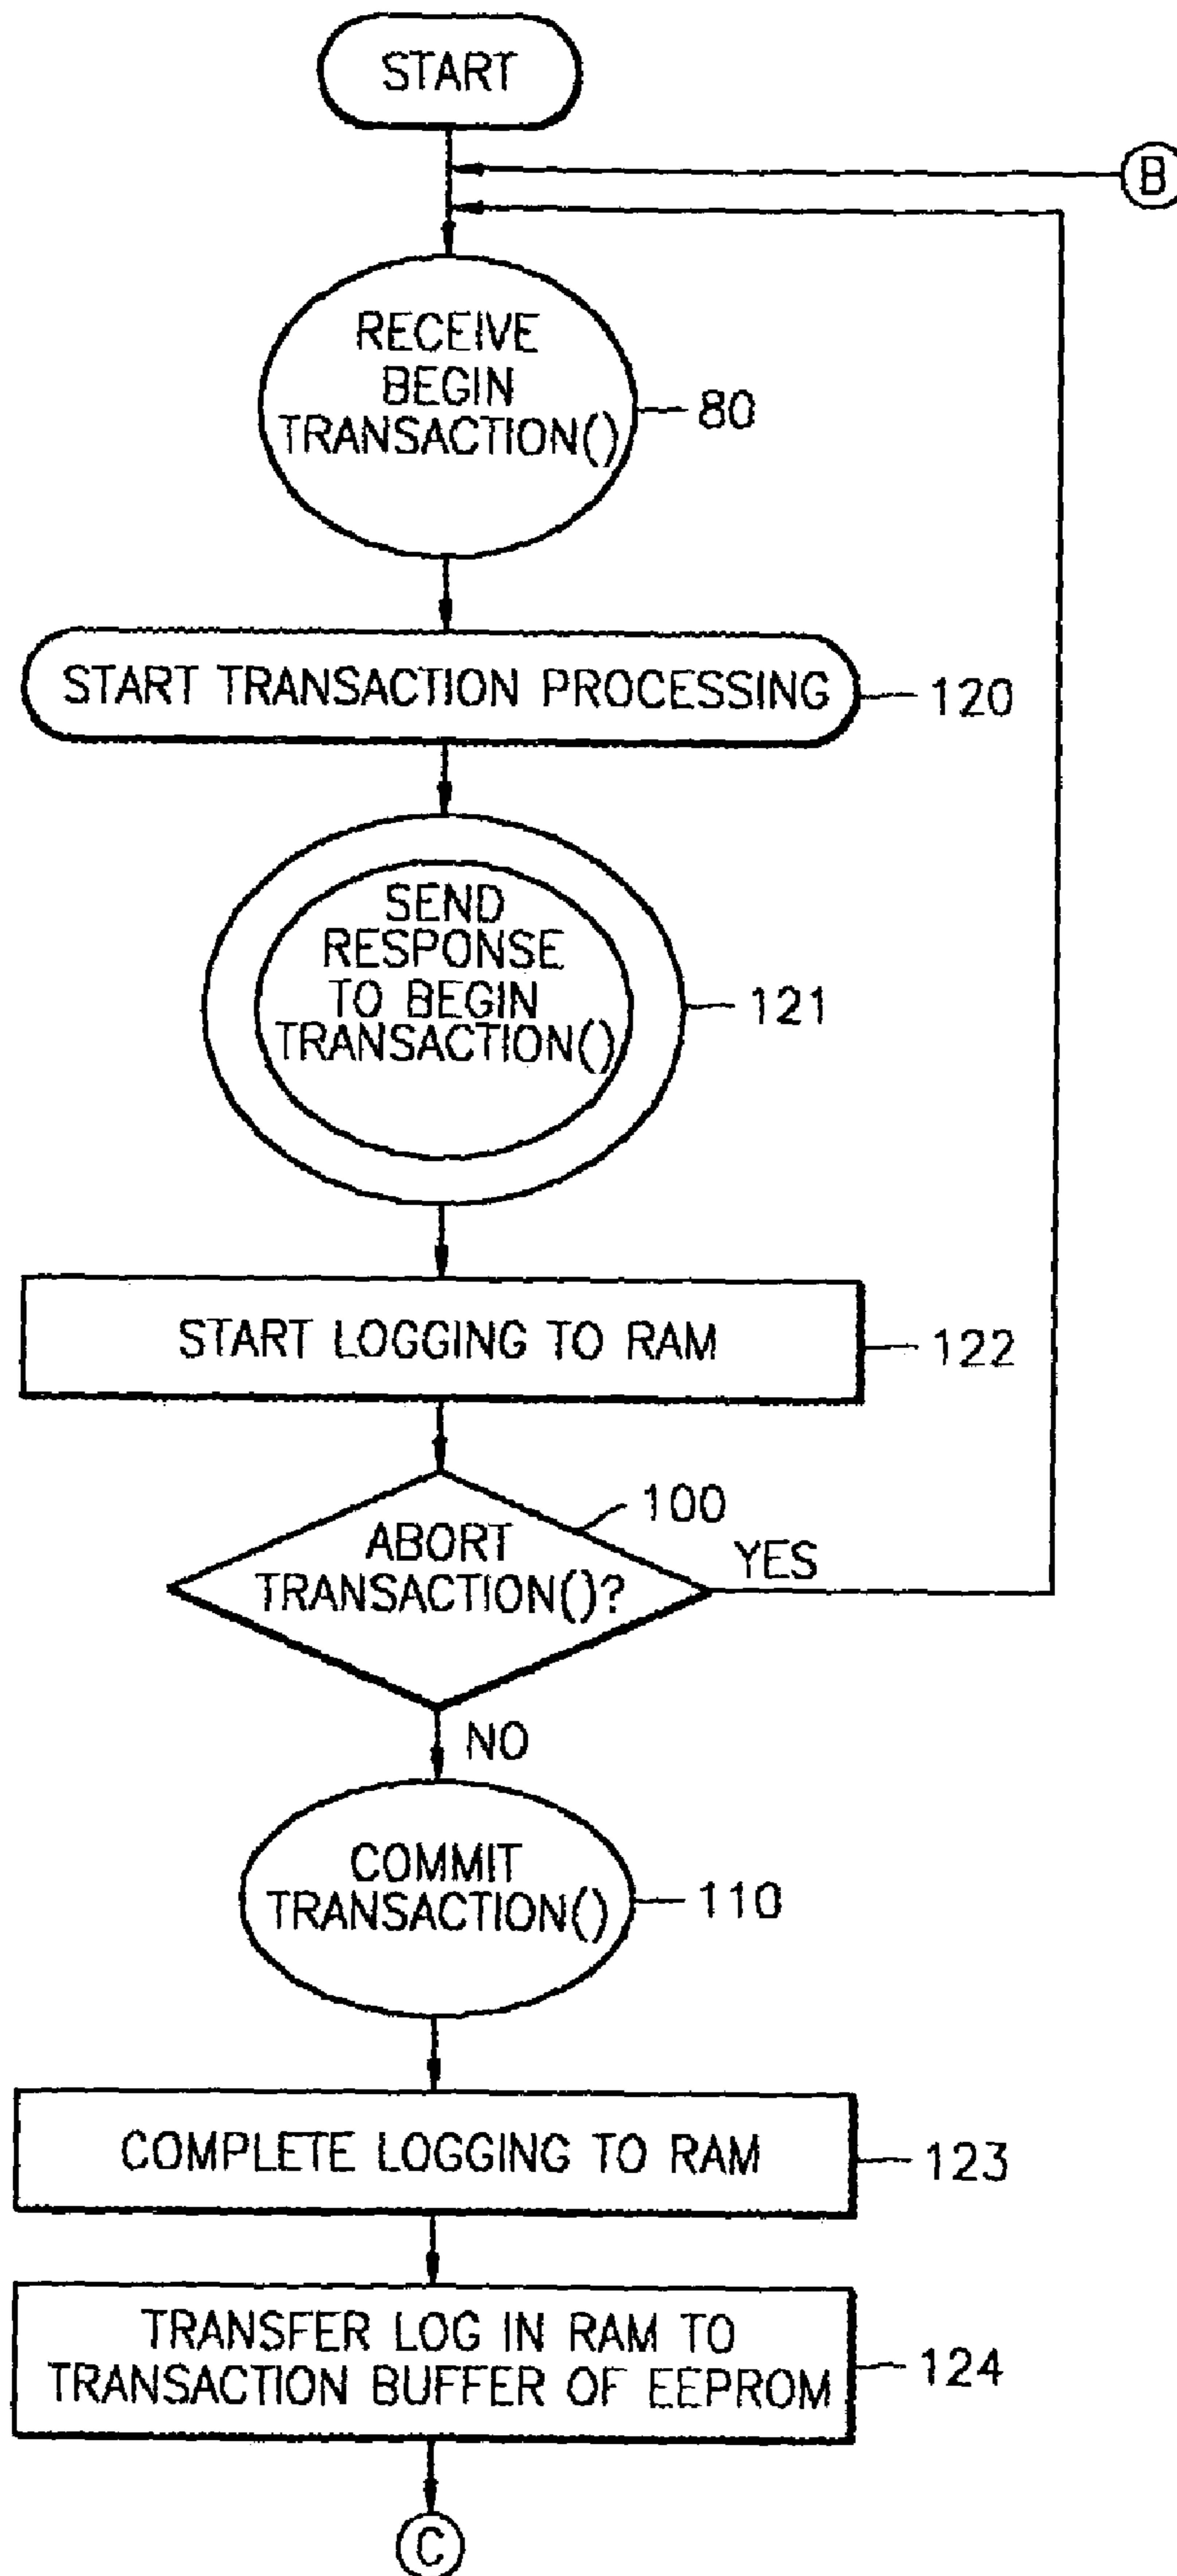 START
B
RECEIVE
BEGIN
TRANSACTION()
80
START TRANSACTION PROCESSING
120
SEND
RESPONSE
TO BEGIN
TRANSACTION()
121
START LOGGING TO RAM
122
100
ABORT
TRANSACTION()?
YES
NO
COMMIT
TRANSACTION()
110
COMPLETE LOGGING TO RAM
123
TRANSFER LOG IN RAM TO
TRANSACTION BUFFER OF EEPROM
124
C